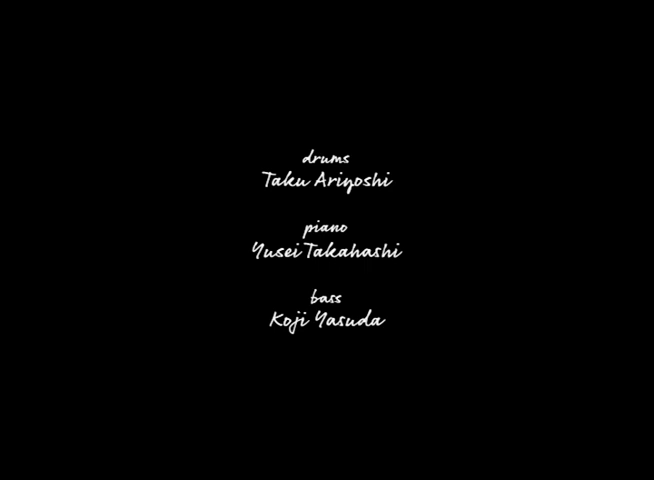 drums
Taku Ariyoshi
piano
Yusei Takahashi
bass
Koji Yasuda